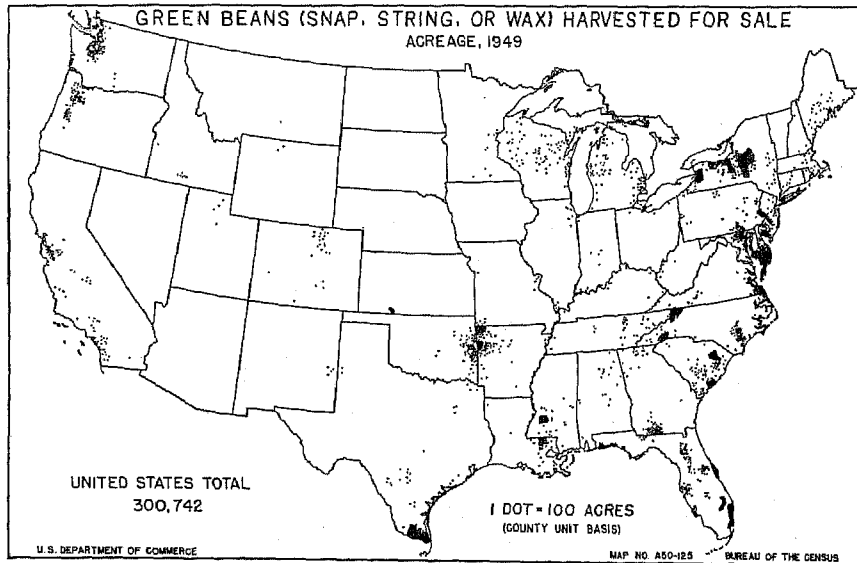 GREEN BEANS (SNAP, STRING, OR WAX) HARVESTED FOR SALE
ACREAGE, 1949
UNITED STATES TOTAL
300,742
1 DOT = 100 ACRES
(COUNTY UNIT BASIS)
U.S. DEPARTMENT OF COMMERCE
MAP NO. A50-125
BUREAU OF THE CENSUS